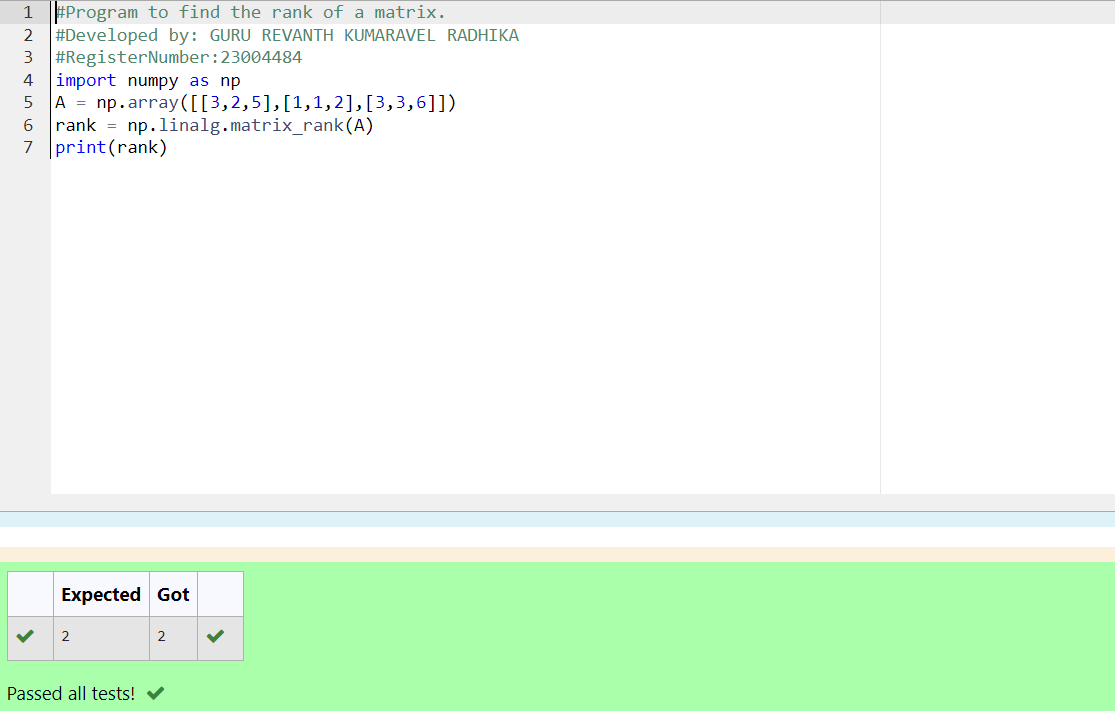 1 #Program to find the rank of a matrix.
2 #Developed by: GURU REVANTH KUMARAVEL RADHIKA
3 #RegisterNumber:23004484
4 import numpy as np
5 A = np.array([[3,2,5],[1,1,2],[3,3,6]])
6 rank = np.linalg.matrix_rank(A)
7 print(rank)
Expected Got
2 2
Passed all tests!